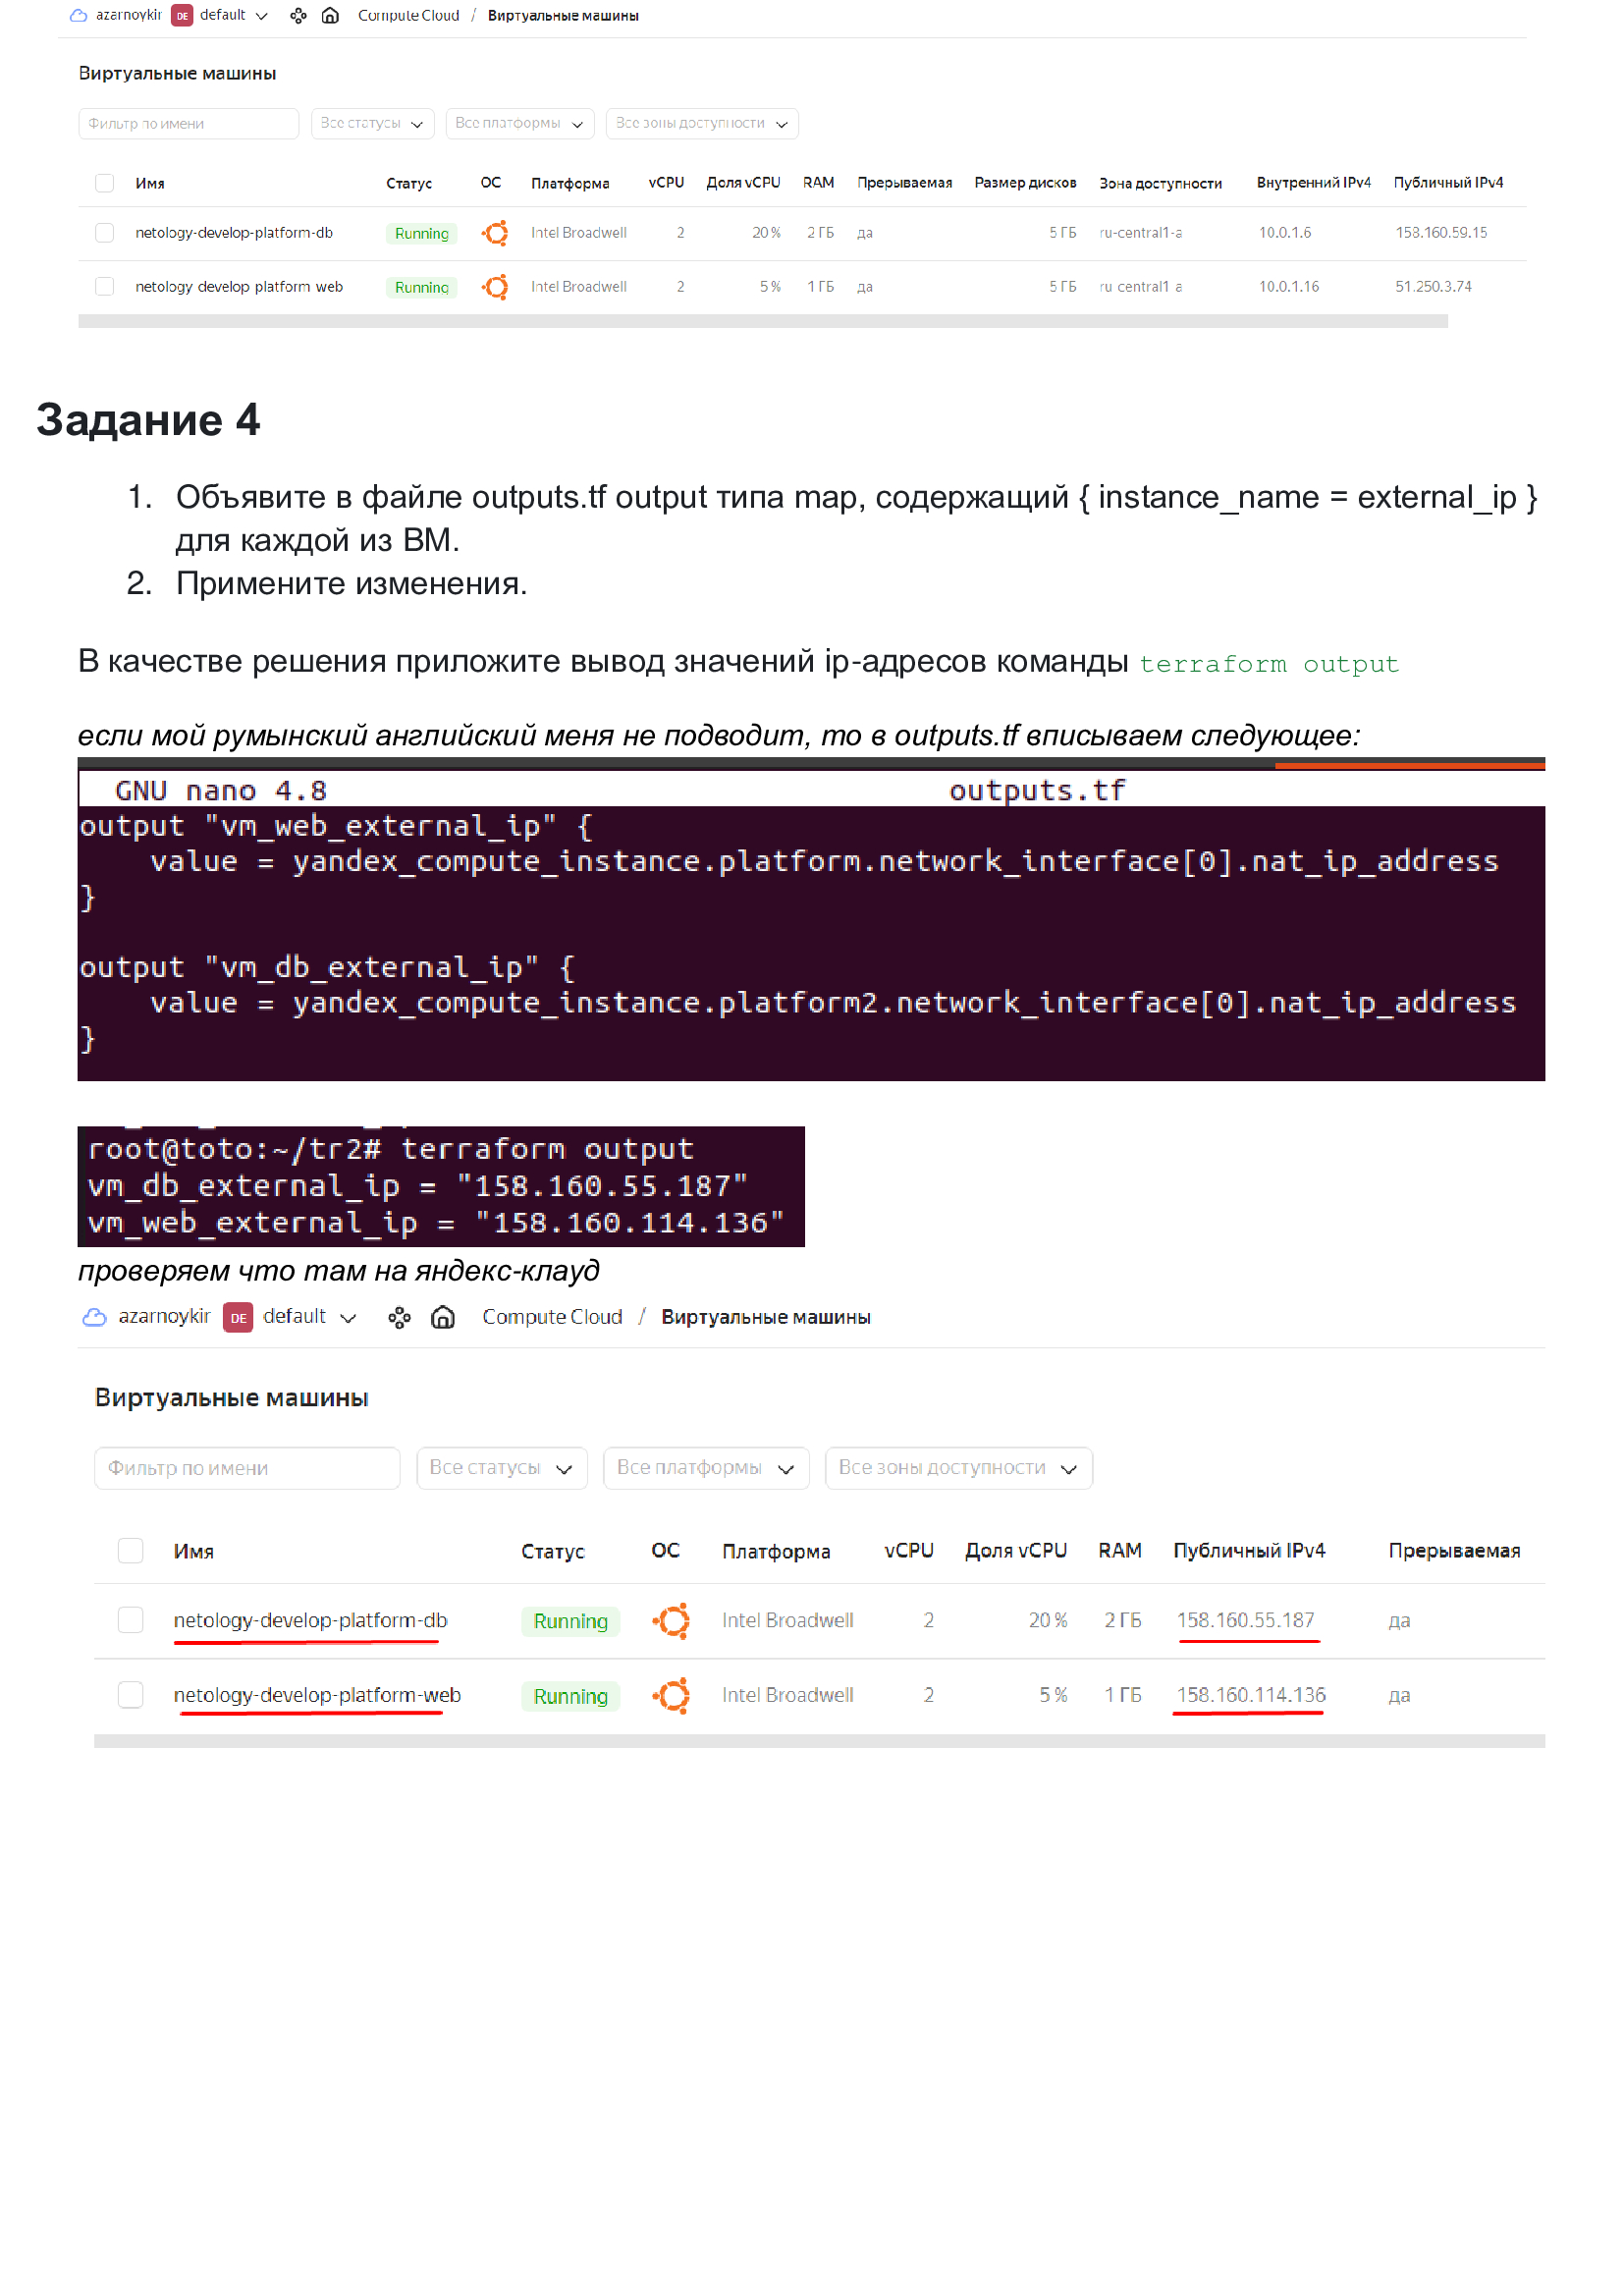 azarnoykir DE default Compute Cloud / Виртуальные машины
Виртуальные машины
Фильтр по имени Все статусы Все платформы Все зоны доступности
Имя Статус ОС Платформа vCPU Доля vCPU RAM Прерываемая Размер дисков Зона доступности Внутренний IPv4 Публичный IPv4
netology-develop-platform-db Running Intel Broadwell 2 20 % 2 ГБ да 5 ГБ ru-central1-a 10.0.1.6 158.160.59.15
netology-develop-platform-web Running Intel Broadwell 2 5 % 1 ГБ да 5 ГБ ru-central1-a 10.0.1.16 51.250.3.74
Задание 4
1. Объявите в файле outputs.tf output типа map, содержащий { instance_name = external_ip }
для каждой из ВМ.
2. Примените изменения.
В качестве решения приложите вывод значений ip-адресов команды terraform output
если мой румынский английский меня не подводит, то в outputs.tf вписываем следующее:
GNU nano 4.8 outputs.tf
output "vm_web_external_ip" {
value = yandex_compute_instance.platform.network_interface[0].nat_ip_address
}
output "vm_db_external_ip" {
value = yandex_compute_instance.platform2.network_interface[0].nat_ip_address
}
root@toto:~/tr2# terraform output
vm_db_external_ip = "158.160.55.187"
vm_web_external_ip = "158.160.114.136"
проверяем что там на яндекс-клауд
azarnoykir DE default Compute Cloud / Виртуальные машины
Виртуальные машины
Фильтр по имени Все статусы Все платформы Все зоны доступности
Имя Статус ОС Платформа vCPU Доля vCPU RAM Публичный IPv4 Прерываемая
netology-develop-platform-db Running Intel Broadwell 2 20 % 2 ГБ 158.160.55.187 да
netology-develop-platform-web Running Intel Broadwell 2 5 % 1 ГБ 158.160.114.136 да